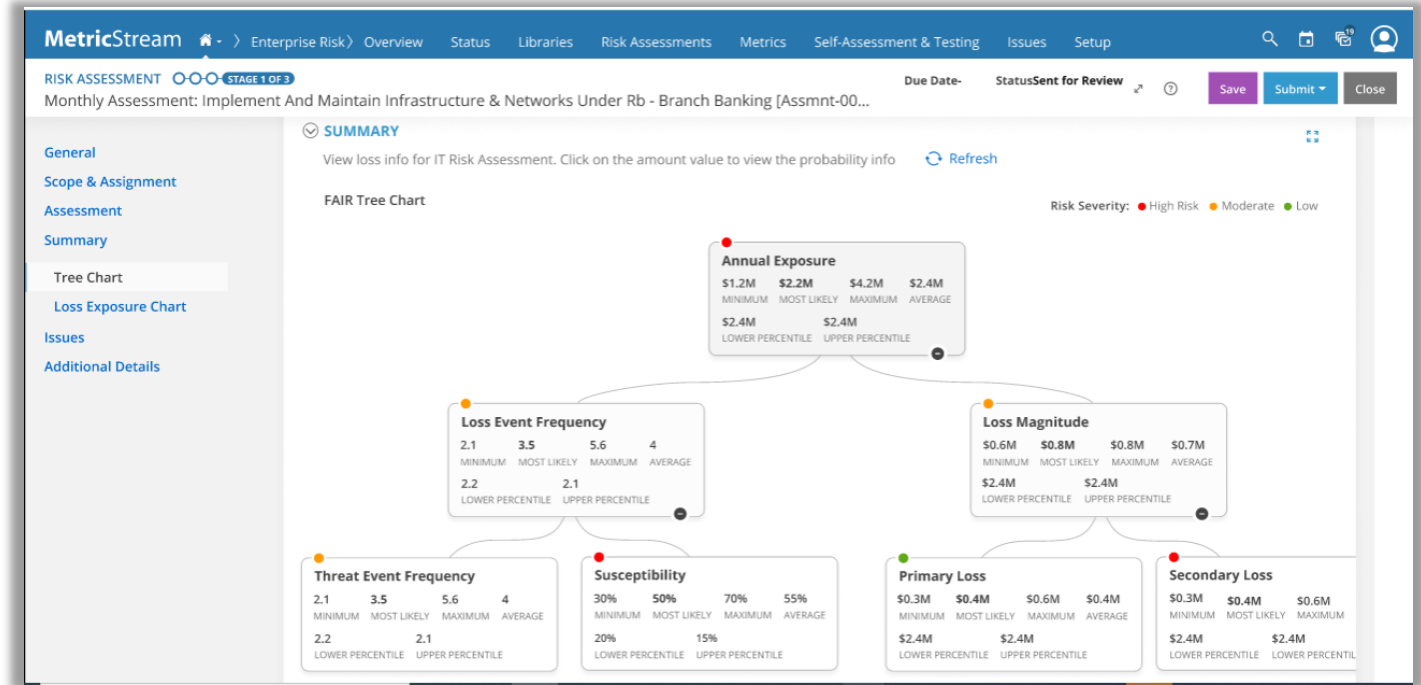 MetricStream Enterprise Risk Overview Status Libraries Risk Assessments Metrics Self-Assessment & Testing Issues Setup 19
RISK ASSESSMENT STAGE 1 OF 3
Monthly Assessment: Implement And Maintain Infrastructure & Networks Under Rb - Branch Banking [Assmnt-00...
Due Date- StatusSent for Review ? Save Submit Close
General
Scope & Assignment
Assessment
Summary
Tree Chart
Loss Exposure Chart
Issues
Additional Details
SUMMARY
View loss info for IT Risk Assessment. Click on the amount value to view the probability info Refresh
FAIR Tree Chart
Risk Severity: High Risk Moderate Low
Annual Exposure
$1.2M $2.2M $4.2M $2.4M
MINIMUM MOST LIKELY MAXIMUM AVERAGE
$2.4M $2.4M
LOWER PERCENTILE UPPER PERCENTILE
Loss Event Frequency
2.1 3.5 5.6 4
MINIMUM MOST LIKELY MAXIMUM AVERAGE
2.2 2.1
LOWER PERCENTILE UPPER PERCENTILE
Loss Magnitude
$0.6M $0.8M $0.8M $0.7M
MINIMUM MOST LIKELY MAXIMUM AVERAGE
$2.4M $2.4M
LOWER PERCENTILE UPPER PERCENTILE
Threat Event Frequency
2.1 3.5 5.6 4
MINIMUM MOST LIKELY MAXIMUM AVERAGE
2.2 2.1
LOWER PERCENTILE UPPER PERCENTILE
Susceptibility
30% 50% 70% 55%
MINIMUM MOST LIKELY MAXIMUM AVERAGE
20% 15%
LOWER PERCENTILE UPPER PERCENTILE
Primary Loss
$0.3M $0.4M $0.6M $0.4M
MINIMUM MOST LIKELY MAXIMUM AVERAGE
$2.4M $2.4M
LOWER PERCENTILE UPPER PERCENTILE
Secondary Loss
$0.3M $0.4M $0.6M
MINIMUM MOST LIKELY MAXIMUM
$2.4M $2.4M
LOWER PERCENTILE LOWER PERCENTIL